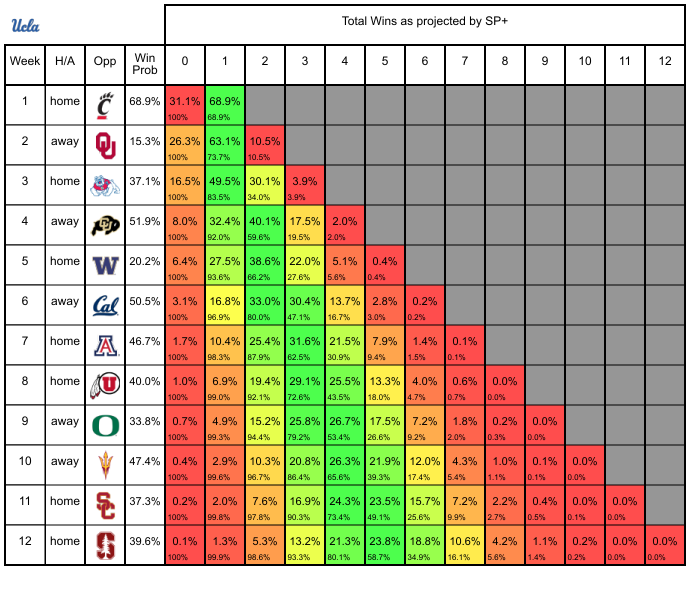 Ucla
Total Wins as projected by SP+
Week H/A Opp Win Prob 0 1 2 3 4 5 6 7 8 9 10 11 12
1 home C 68.9% 31.1% 68.9%
100% 68.9%
2 away OU 15.3% 26.3% 63.1% 10.5%
100% 73.7% 10.5%
3 home 37.1% 16.5% 49.5% 30.1% 3.9%
100% 83.5% 34.0% 3.9%
4 away CU 51.9% 8.0% 32.4% 40.1% 17.5% 2.0%
100% 92.0% 59.6% 19.5% 2.0%
5 home W 20.2% 6.4% 27.5% 38.6% 22.0% 5.6% 0.4%
100% 93.6% 66.2% 27.6% 6.1% 0.4%
6 away Cal 50.5% 3.1% 16.8% 33.0% 30.4% 13.7% 2.8% 0.2%
100% 96.9% 80.0% 47.1% 16.7% 3.0% 0.2%
7 home A 46.7% 1.7% 10.4% 25.4% 31.6% 21.5% 7.9% 1.4% 0.1%
100% 98.3% 87.9% 62.5% 30.9% 9.4% 1.5% 0.1%
8 home U 40.0% 1.0% 6.9% 19.4% 29.1% 25.5% 13.3% 4.0% 0.6% 0.0%
100% 99.0% 92.1% 72.6% 43.5% 18.0% 4.7% 0.7% 0.0%
9 away O 33.8% 0.7% 4.9% 15.2% 25.8% 26.7% 17.5% 7.2% 1.8% 0.2% 0.0%
100% 99.3% 94.4% 79.2% 53.4% 26.6% 9.2% 2.0% 0.3% 0.0%
10 away 47.4% 0.4% 2.9% 10.3% 20.8% 26.3% 21.9% 12.0% 4.3% 1.0% 0.1% 0.0%
100% 99.6% 96.7% 86.4% 65.6% 39.3% 17.4% 5.4% 1.1% 0.1% 0.0%
11 home SC 37.3% 0.2% 2.0% 7.6% 16.9% 24.3% 23.5% 15.7% 7.2% 2.2% 0.4% 0.0% 0.0%
100% 99.8% 97.8% 90.3% 73.4% 49.1% 25.6% 9.9% 2.7% 0.5% 0.1% 0.0%
12 home S 39.6% 0.1% 1.3% 5.3% 13.2% 21.3% 23.8% 18.8% 10.6% 4.2% 1.1% 0.2% 0.0% 0.0%
100% 99.9% 98.6% 93.3% 80.1% 58.7% 34.9% 16.1% 5.6% 1.4% 0.2% 0.0% 0.0%